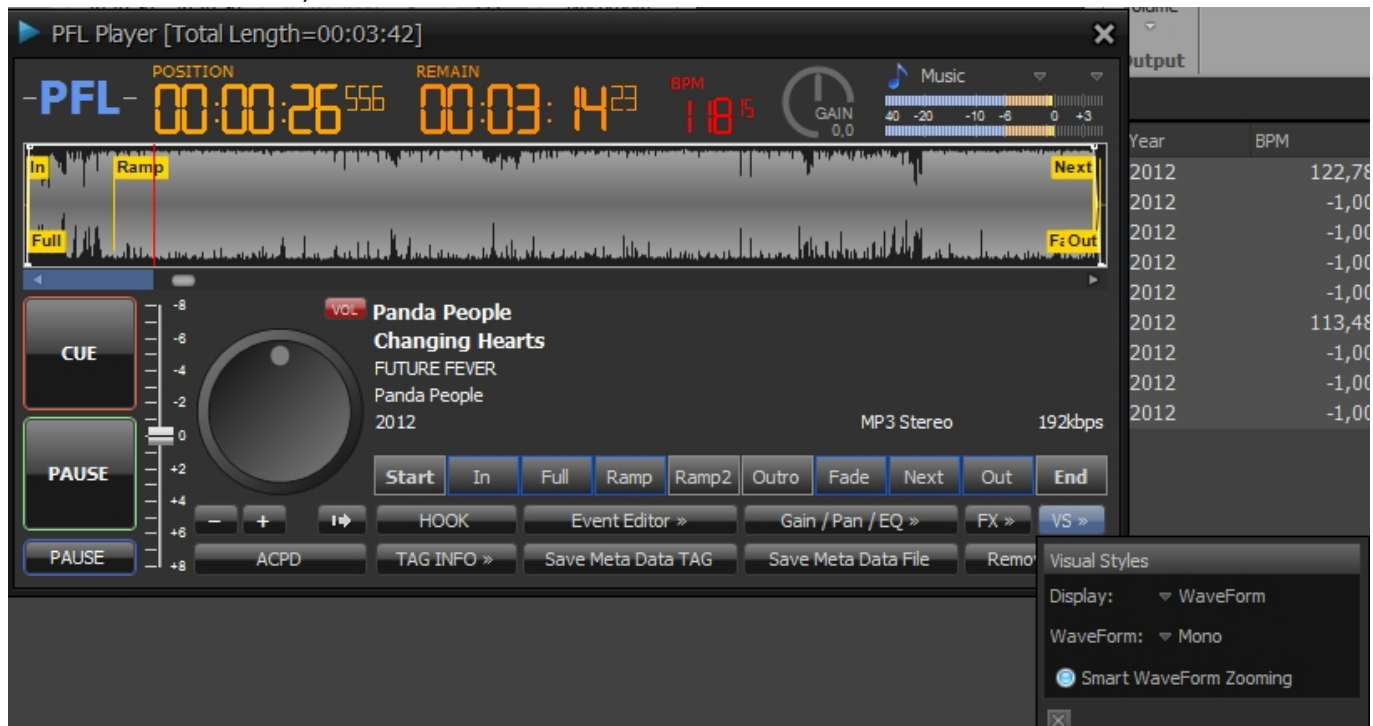 PFL Player [Total Length=00:03:42]
Output
-PFL-
POSITION
00:00:26 556
REMAIN
00:03:14 23
BPM
118 15
GAIN
0,0
Music
40 -20 -10 -6 0 +3
In
Ramp
Next
Full
Out
Year BPM
2012 122,78
2012 -1,00
2012 -1,00
2012 -1,00
2012 -1,00
2012 113,48
2012 -1,00
2012 -1,00
2012 -1,00
CUE
PAUSE
PAUSE
-8
-6
-4
-2
0
+2
+4
+6
+8
VOL
Panda People
Changing Hearts
FUTURE FEVER
Panda People
2012
MP3 Stereo 192kbps
Start In Full Ramp Ramp2 Outro Fade Next Out End
- + HOOK Event Editor » Gain / Pan / EQ » FX » VS »
ACPD TAG INFO » Save Meta Data TAG Save Meta Data File Remo
Visual Styles
Display: WaveForm
WaveForm: Mono
Smart WaveForm Zooming